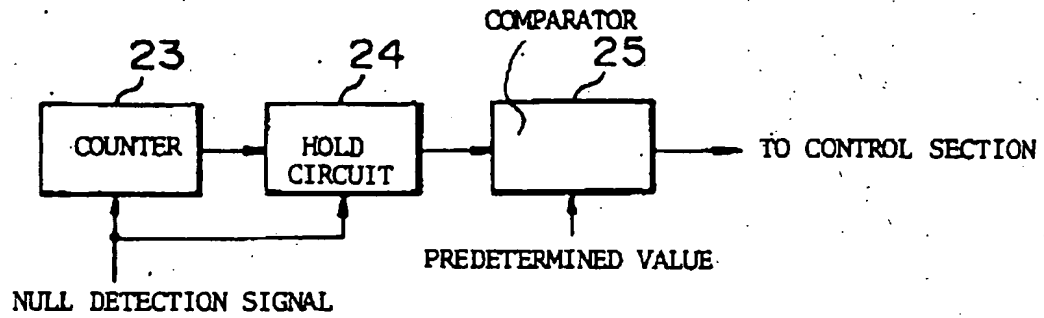 COMPARATOR
23
24
25
COUNTER
HOLD
CIRCUIT
TO CONTROL SECTION
PREDETERMINED VALUE
NULL DETECTION SIGNAL